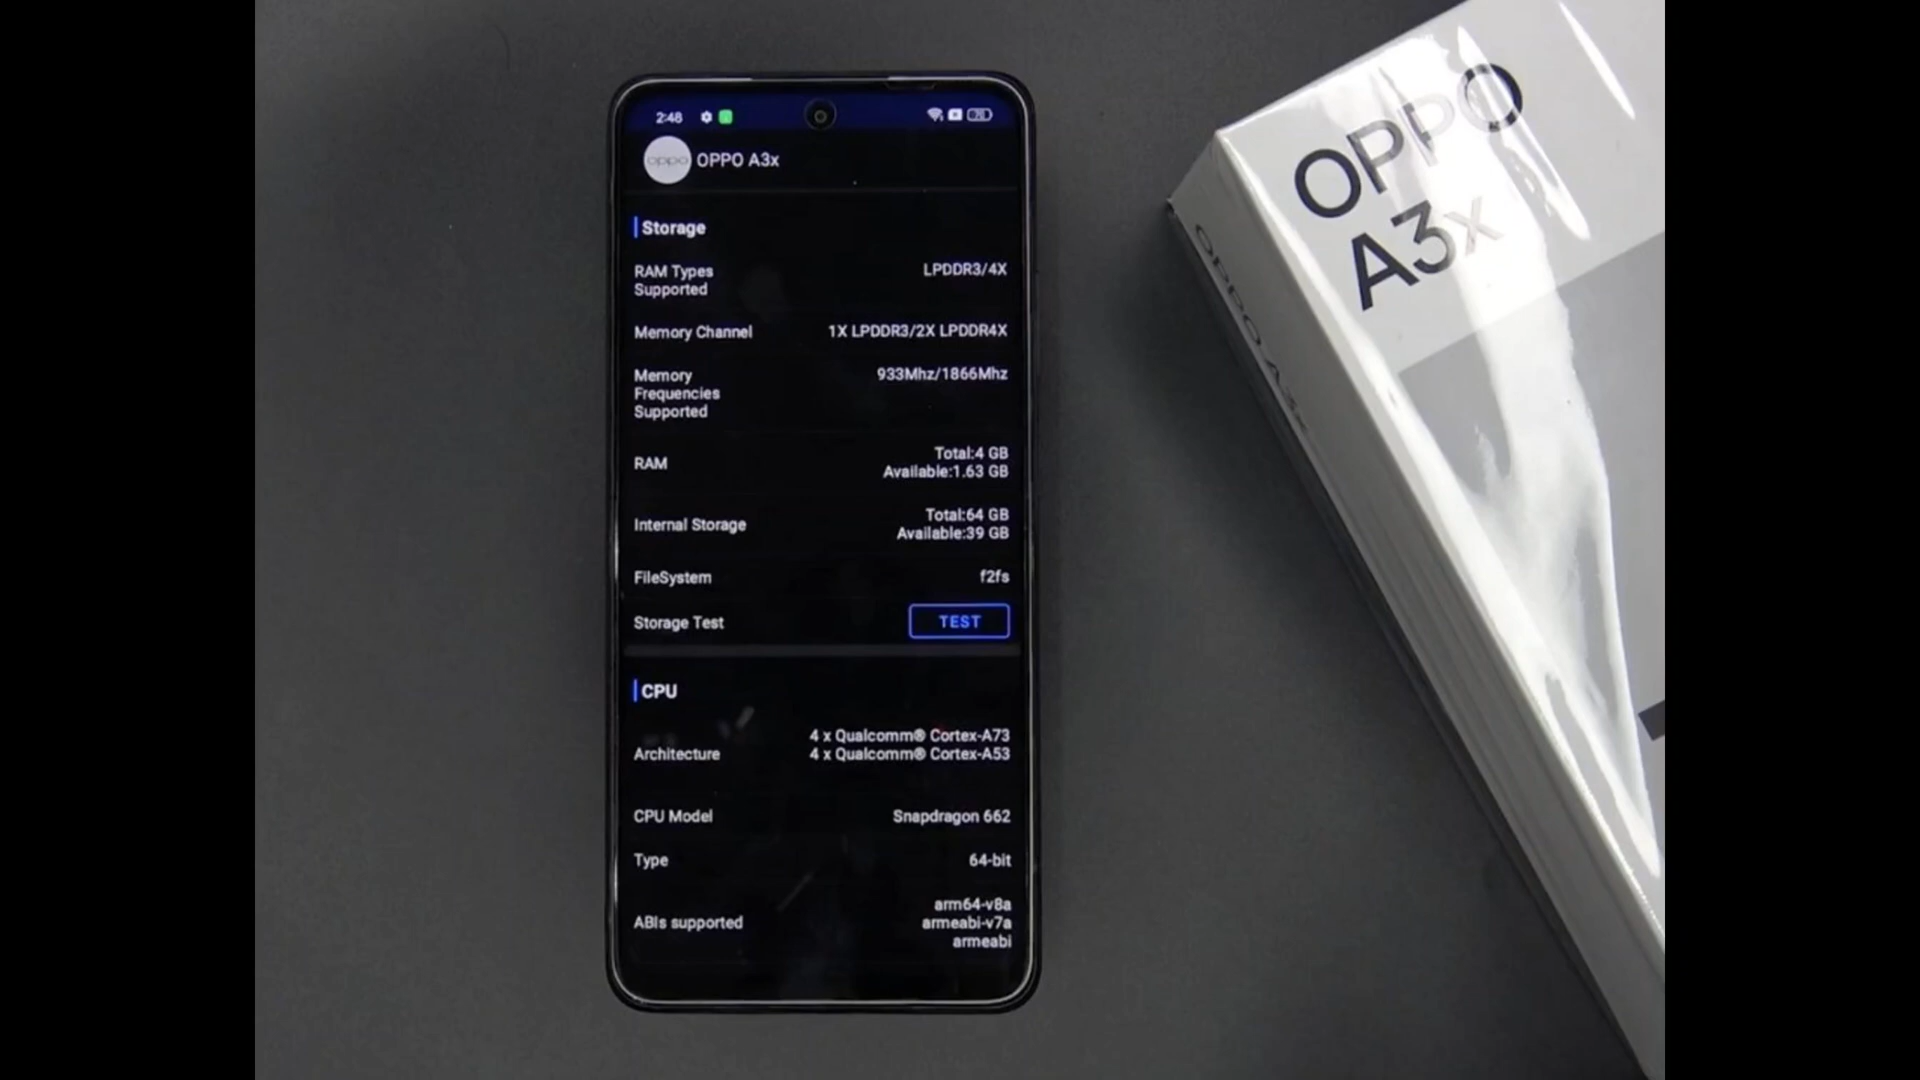 2:48
oppo
OPPO A3x
Storage
RAM Types
Supported
LPDDR3/4X
Memory Channel
1X LPDDR3/2X LPDDR4X
Memory
Frequencies
Supported
933Mhz/1866Mhz
RAM
Total:4 GB
Available:1.63 GB
Internal Storage
Total:64 GB
Available:39 GB
FileSystem
f2fs
Storage Test
TEST
CPU
Architecture
4 x Qualcomm® Cortex-A73
4 x Qualcomm® Cortex-A53
CPU Model
Snapdragon 662
Type
64-bit
ABIs supported
arm64-v8a
armeabi-v7a
armeabi
OPPO
A3x
OPPO A3x